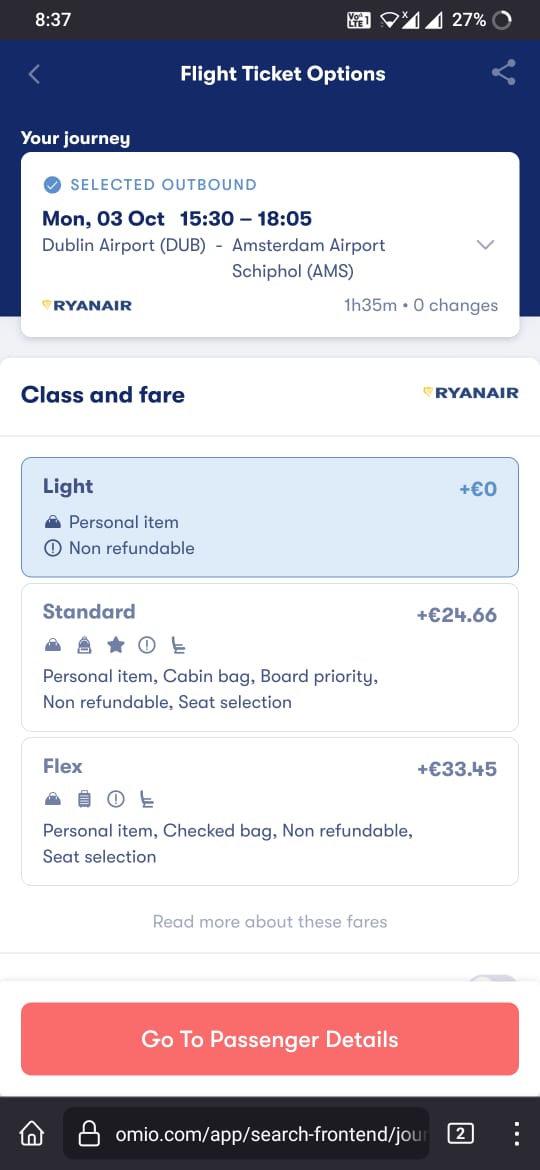 8:37
Vo) LTE 1
x
27%
Flight Ticket Options
Your journey
SELECTED OUTBOUND
Mon, 03 Oct 15:30 – 18:05
Dublin Airport (DUB) - Amsterdam Airport
Schiphol (AMS)
RYANAIR
1h35m • 0 changes
Class and fare
RYANAIR
Light
+€0
Personal item
Non refundable
Standard
+€24.66
Personal item, Cabin bag, Board priority,
Non refundable, Seat selection
Flex
+€33.45
Personal item, Checked bag, Non refundable,
Seat selection
Read more about these fares
Go To Passenger Details
omio.com/app/search-frontend/jour
2